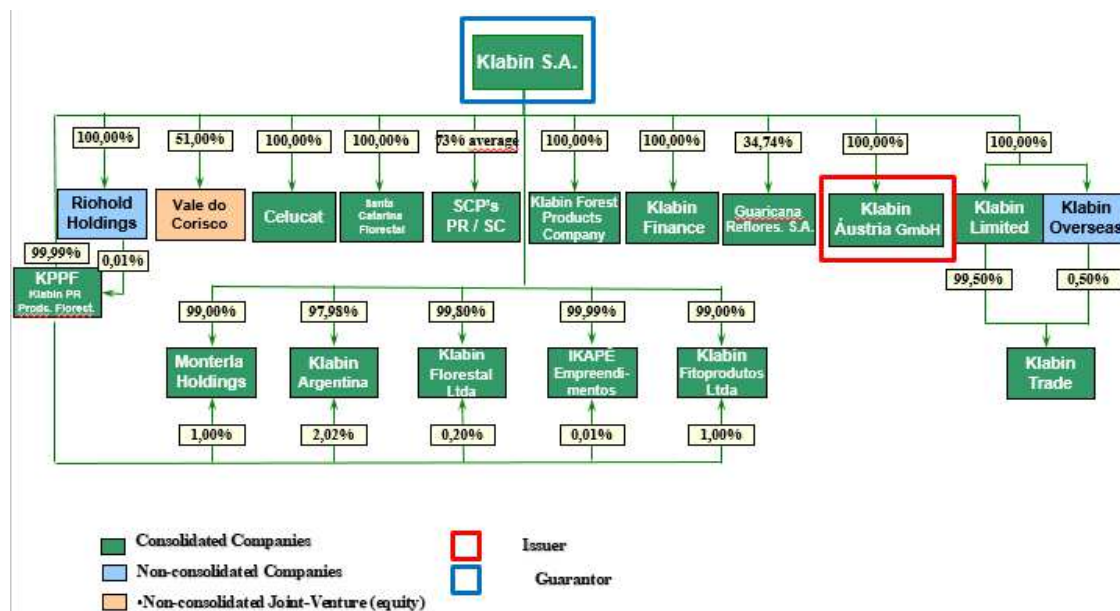 Klabin S.A.
100,00%
51,00%
100,00%
100,00%
73% average
100,00%
100,00%
34,74%
100,00%
100,00%
Riohold
Holdings
Vale do
Corisco
Celucat
Santa
Catarina
Florestal
SCP's
PR / SC
Klabin Forest
Products
Company
Klabin
Finance
Guaricana
Reflores. S.A.
Klabin
Áustria GmbH
Klabin
Limited
Klabin
Overseas
99,99%
0,01%
KPPF
Klabin PR
Prods. Florest.
99,50%
0,50%
Klabin
Trade
99,00%
97,98%
99,80%
99,99%
99,00%
Monterla
Holdings
Klabin
Argentina
Klabin
Florestal
Ltda
IKAPÊ
Empreendi-
mentos
Klabin
Fitoprodutos
Ltda
1,00%
2,02%
0,20%
0,01%
1,00%
Consolidated Companies
Non-consolidated Companies
•Non-consolidated Joint-Venture (equity)
Issuer
Guarantor